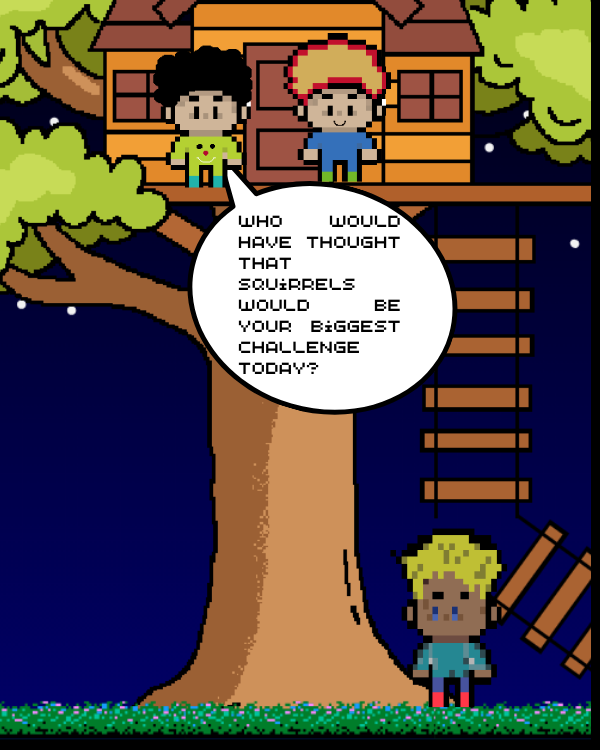 WHO WOULD
HAVE THOUGHT
THAT
SQUiRRELS
WOULD BE
YOUR BiGGEST
CHALLENGE
TODAY?